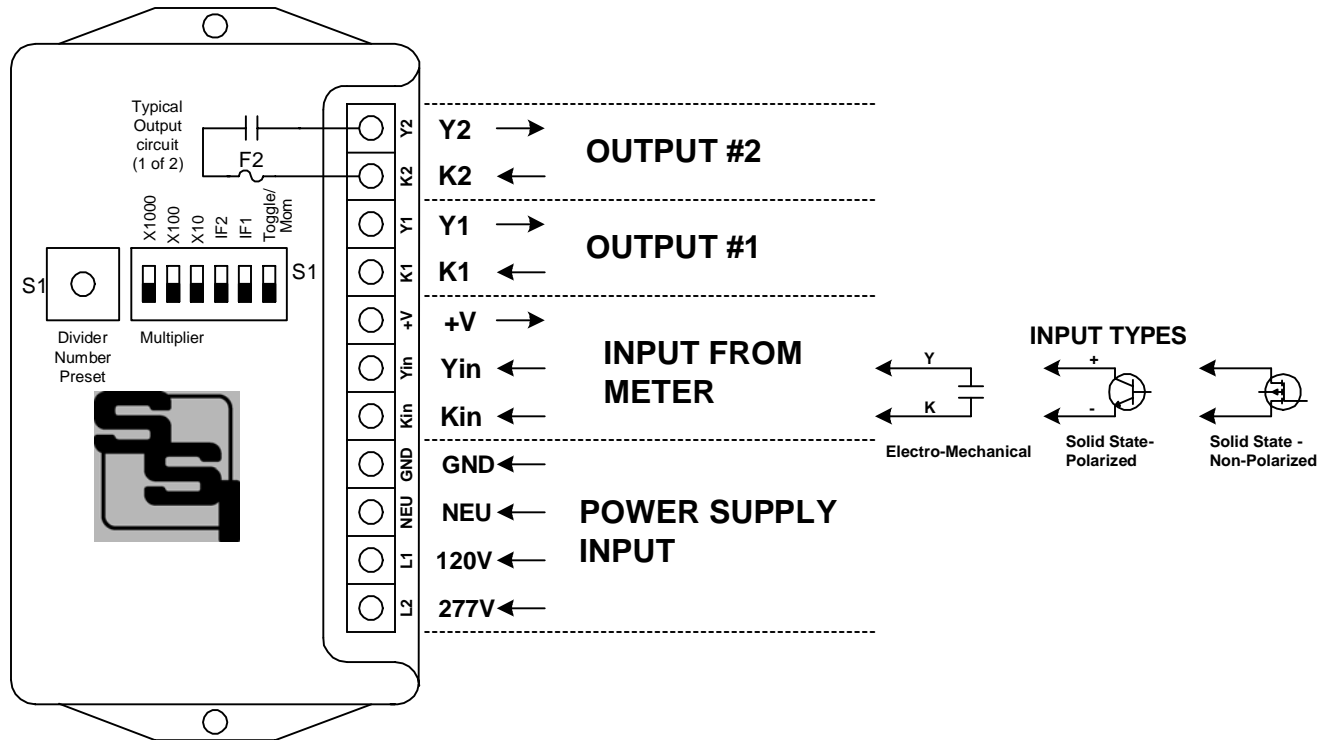 Typical
Output
circuit
(1 of 2)
F2
X1000
X100
X10
IF2
IF1
Toggle/
Mom
S1
S1
Divider
Number
Preset
Multiplier
SSI
Y2
K2
Y1
K1
+V
Yin
Kin
GND
NEU
L1
L2
Y2
K2
OUTPUT #2
Y1
K1
OUTPUT #1
+V
Yin
Kin
INPUT FROM
METER
GND
NEU
120V
277V
POWER SUPPLY
INPUT
INPUT TYPES
Y
K
Electro-Mechanical
+
-
Solid State-
Polarized
Solid State -
Non-Polarized